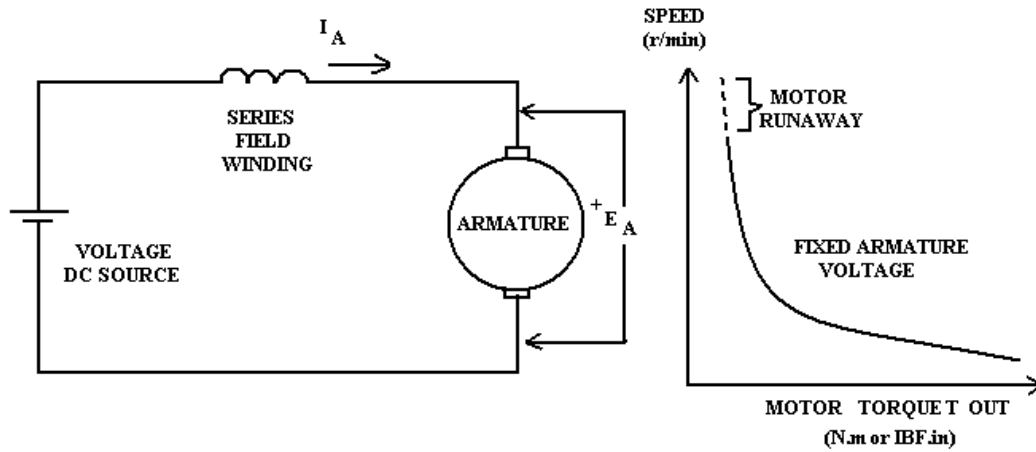 I A
SERIES
FIELD
WINDING
VOLTAGE
DC SOURCE
ARMATURE
+ E A
SPEED
(r/min)
MOTOR
RUNAWAY
FIXED ARMATURE
VOLTAGE
MOTOR TORQUET OUT
(N.m or IBF.in)